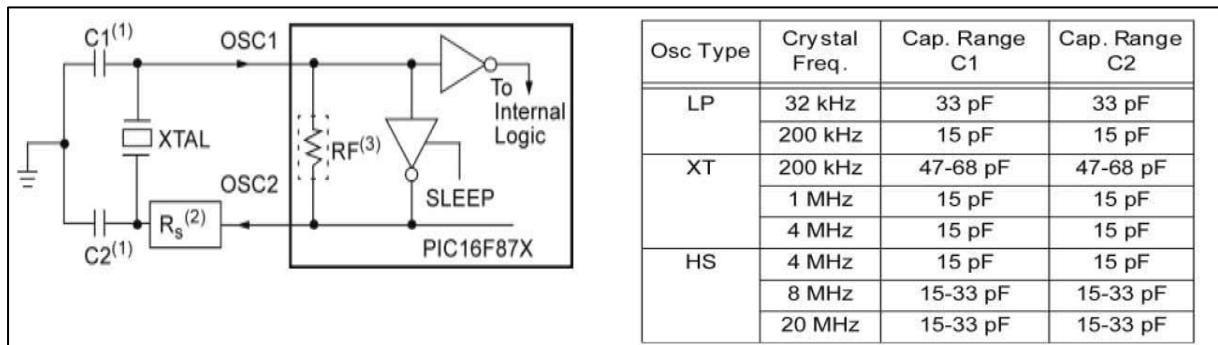 C1(1)
OSC1
To
Internal
Logic
XTAL
RF(3)
OSC2
SLEEP
Rs(2)
C2(1)
PIC16F87X
Osc Type Crystal Freq. Cap. Range C1 Cap. Range C2
LP 32 kHz 33 pF 33 pF
200 kHz 15 pF 15 pF
XT 200 kHz 47-68 pF 47-68 pF
1 MHz 15 pF 15 pF
4 MHz 15 pF 15 pF
HS 4 MHz 15 pF 15 pF
8 MHz 15-33 pF 15-33 pF
20 MHz 15-33 pF 15-33 pF